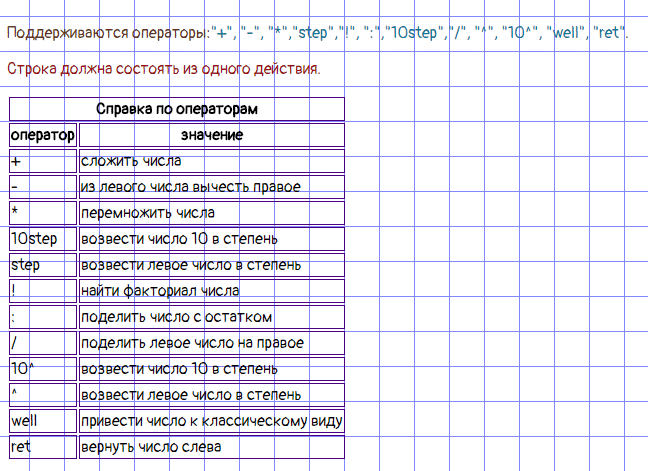 Поддерживаются операторы:"+", "-", "*","step","!", ":","10step","/", "^", "10^", "well", "ret".
Строка должна состоять из одного действия.
Справка по операторам
оператор значение
+ сложить числа
- из левого числа вычесть правое
* перемножить числа
10step возвести число 10 в степень
step возвести левое число в степень
! найти факториал числа
: поделить число с остатком
/ поделить левое число на правое
10^ возвести число 10 в степень
^ возвести левое число в степень
well привести число к классическому виду
ret вернуть число слева